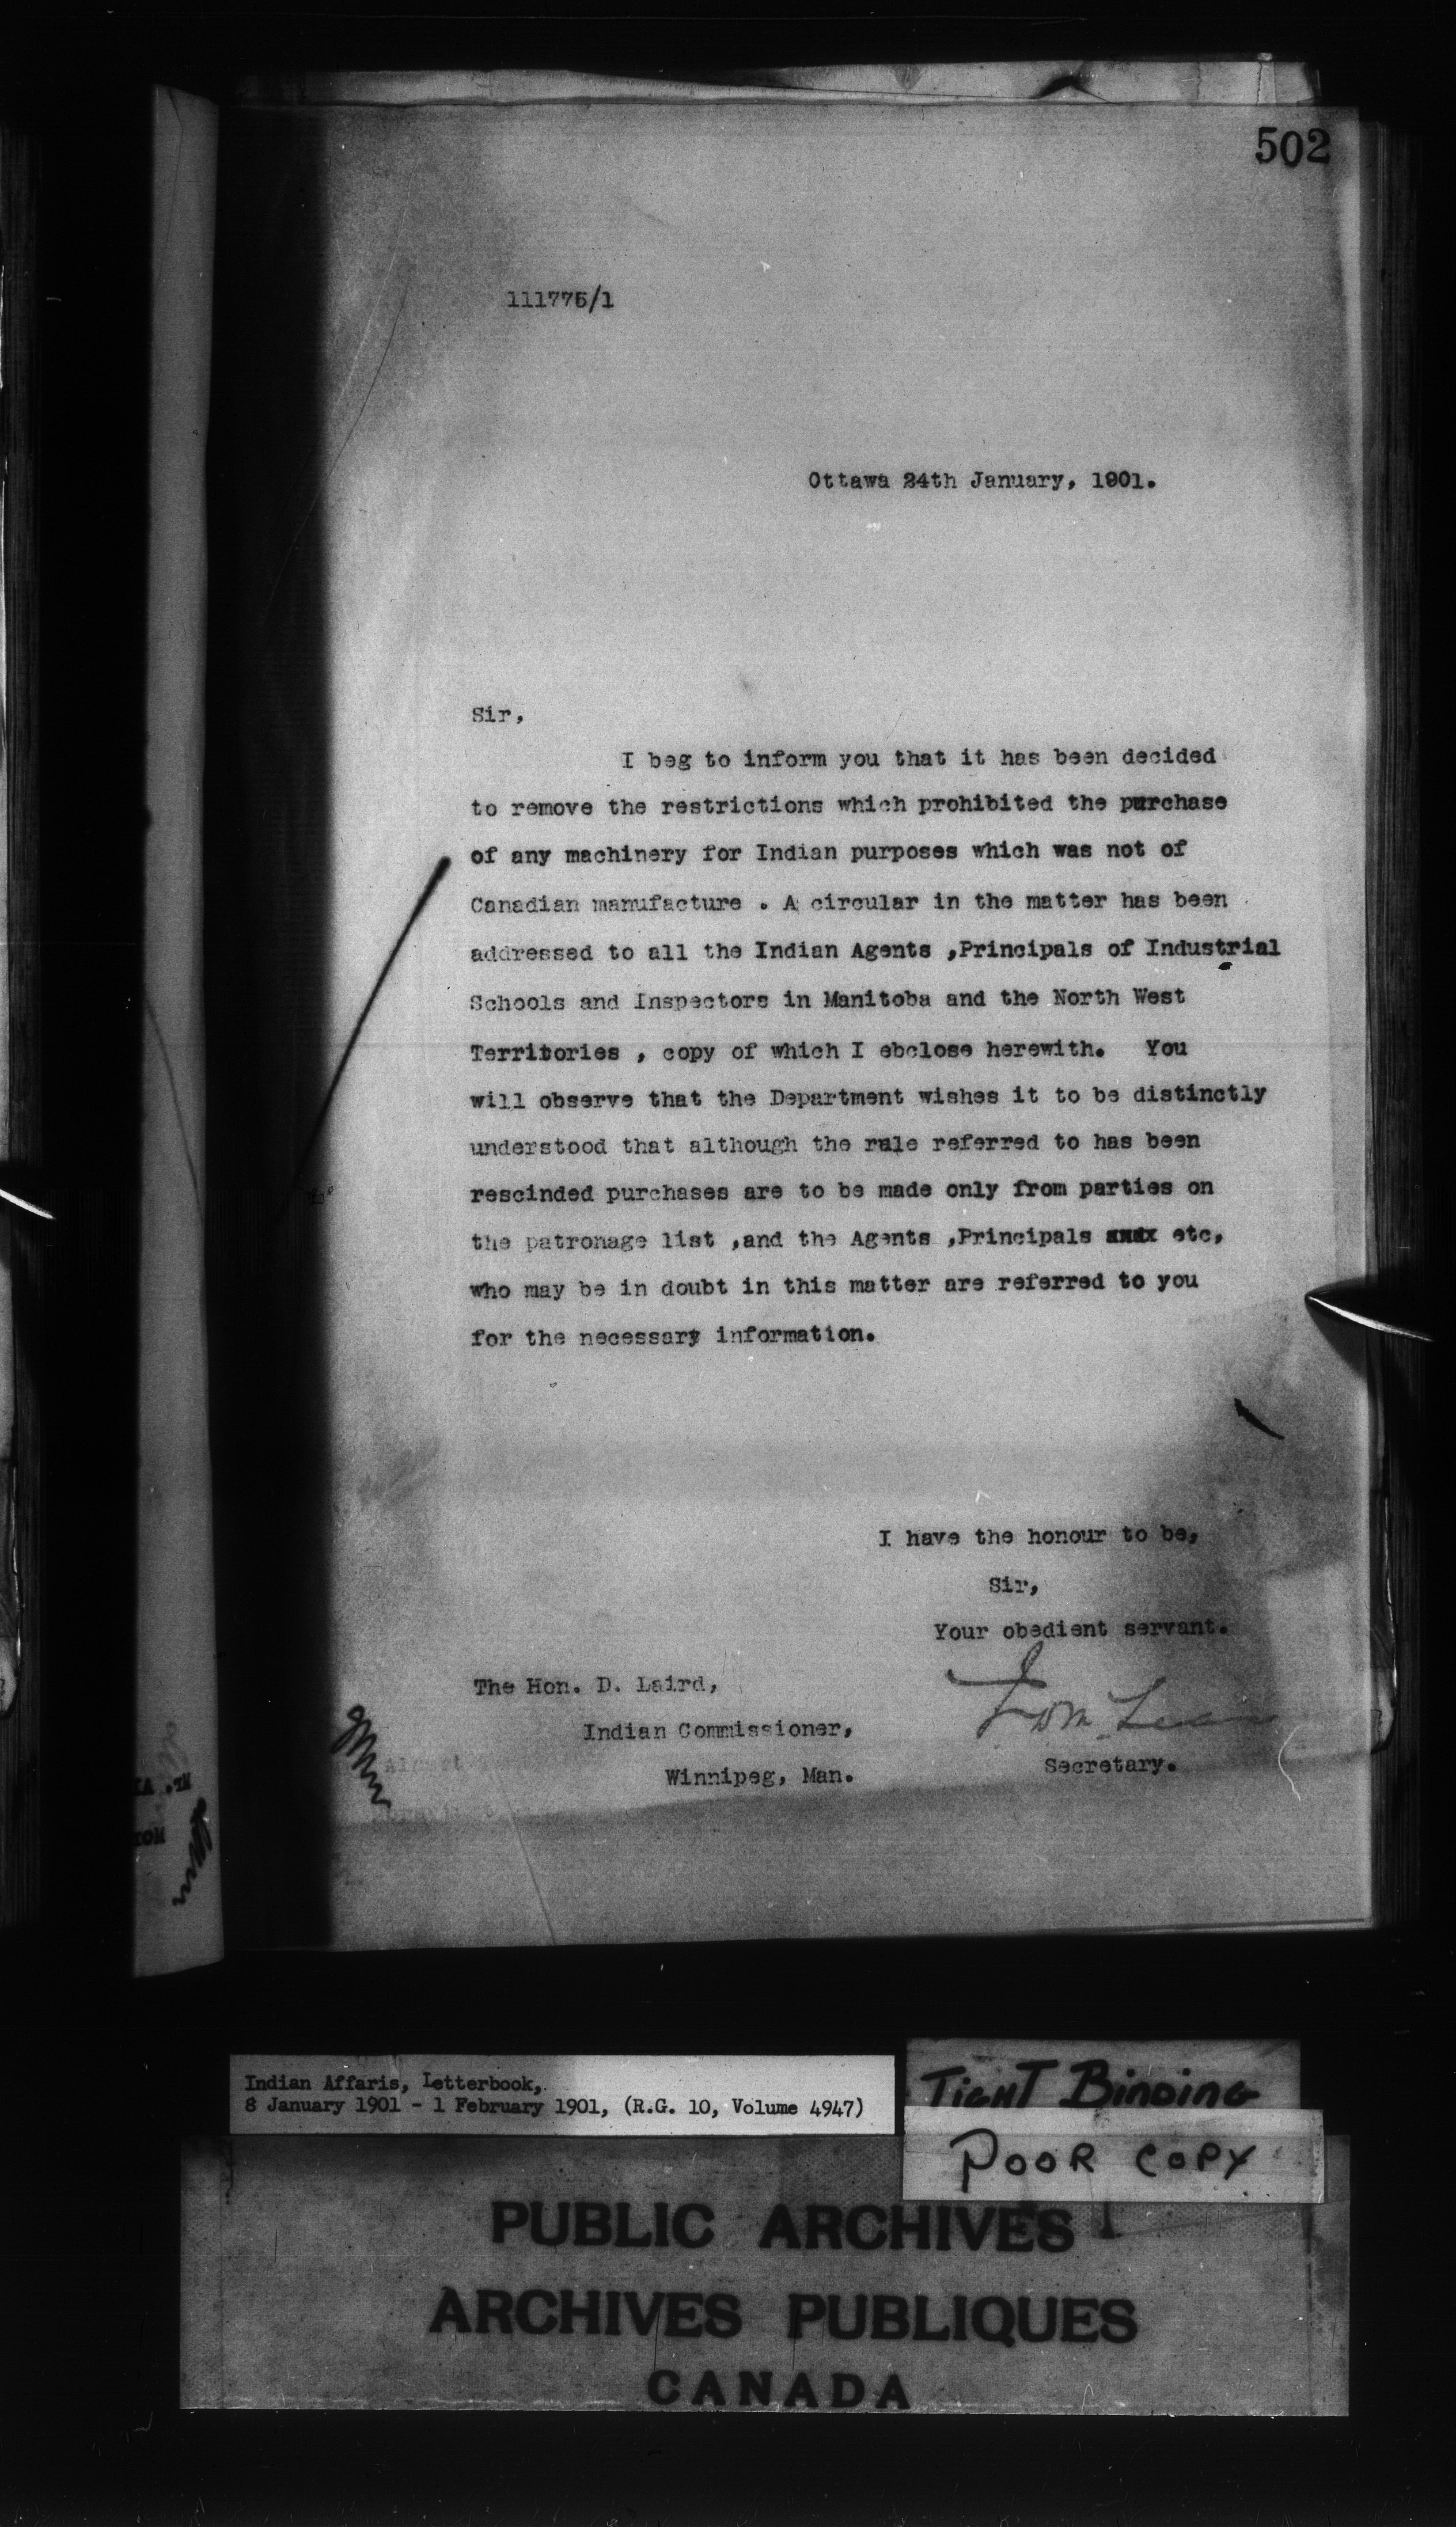 502
111775/1
Ottawa 24th January, 1901.
Sir,
I beg to inform you that it has been decided
to remove the restrictions which prohibited the purchase
of any machinery for Indian purposes which was not of
Canadian manufacture . A circular in the matter has been
addressed to all the Indian Agents ,Principals of Industrial
Schools and Inspectors in Manitoba and the North West
Territories , copy of which I ebclose herewith. You
will observe that the Department wishes it to be distinctly
understood that although the rule referred to has been
rescinded purchases are to be made only from parties on
the patronage list ,and the Agents ,Principals etc,
who may be in doubt in this matter are referred to you
for the necessary information.
I have the honour to be,
Sir,
Your obedient servant.
The Hon. D. Laird,
Indian Commissioner,
Winnipeg, Man.
Secretary.
Indian Affaris, Letterbook,
8 January 1901 - 1 February 1901, (R.G. 10, Volume 4947)
TIGHT BINDING
POOR COPY
PUBLIC ARCHIVES
ARCHIVES PUBLIQUES
CANADA